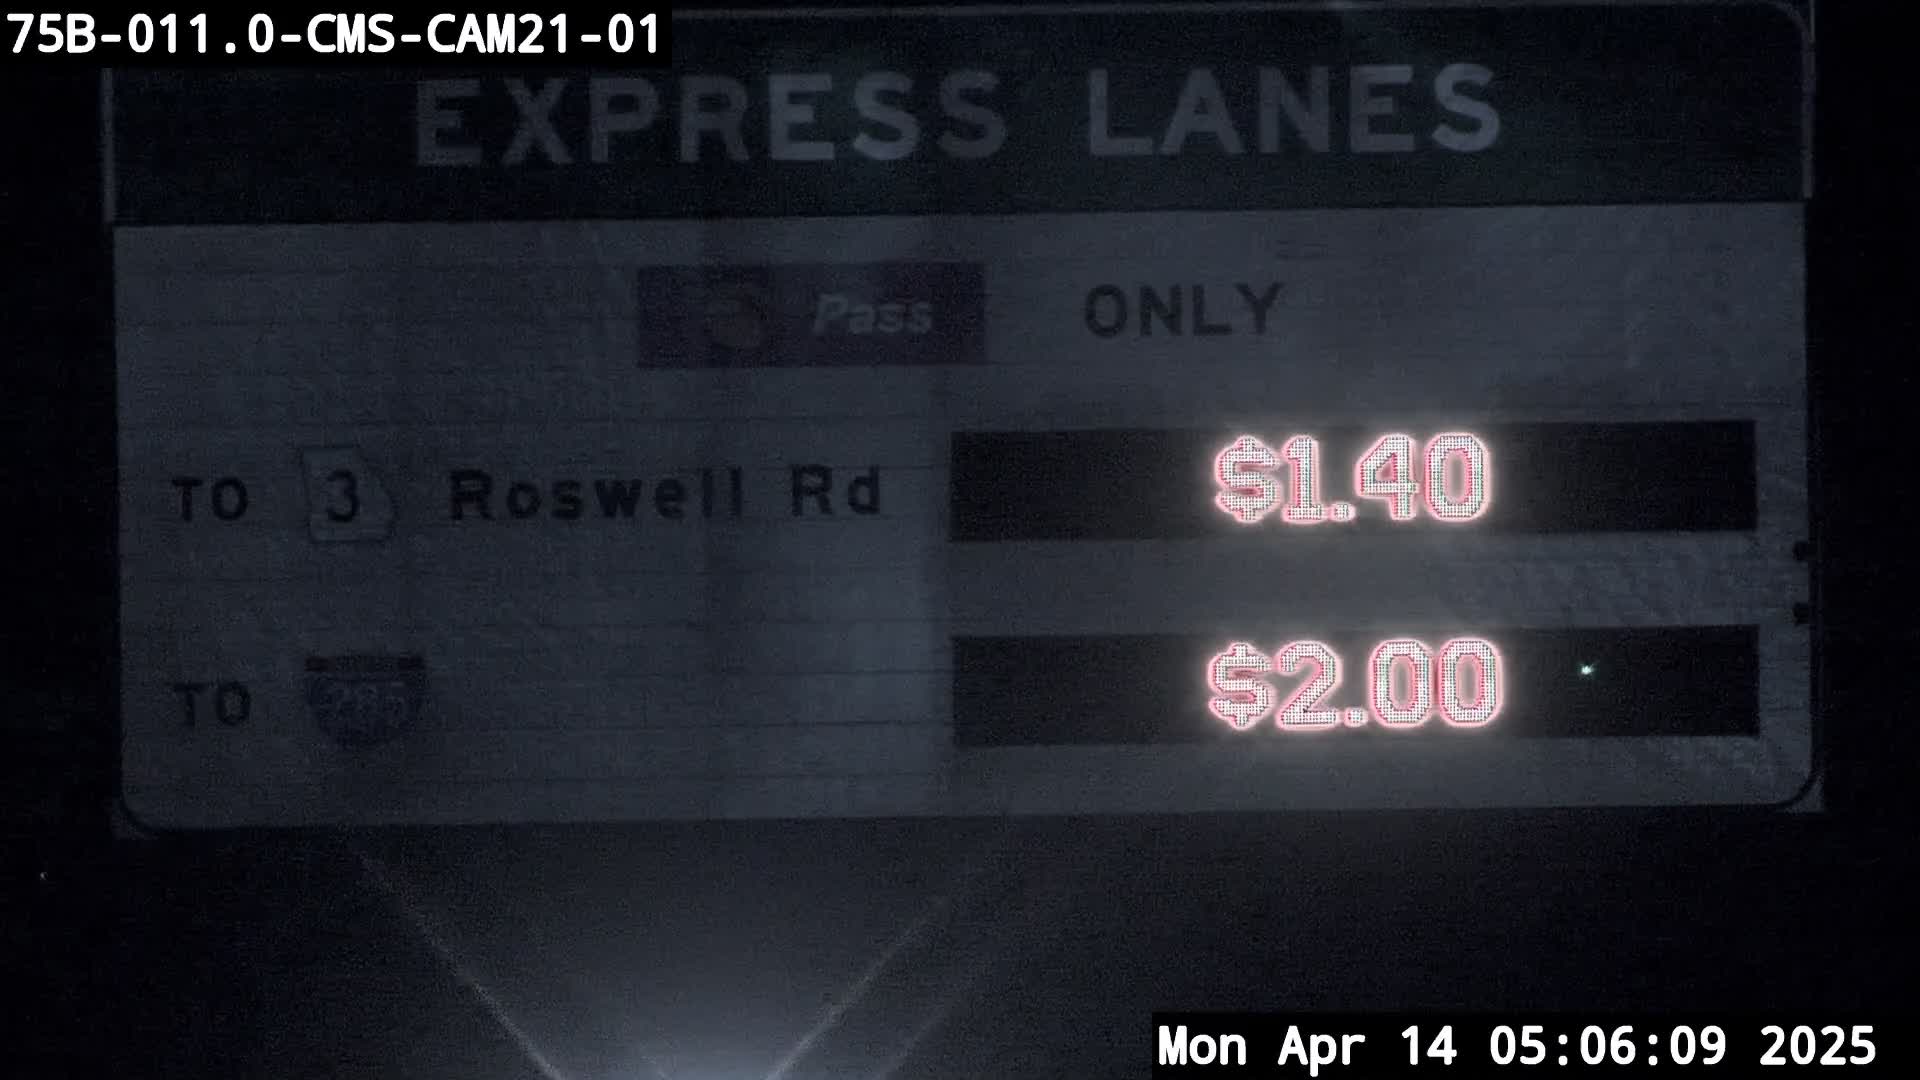 75B-011.0-CMS-CAM21-01
EXPRESS LANES
Pass ONLY
TO 3 Roswell Rd $1.40
TO 285 $2.00
Mon Apr 14 05:06:09 2025